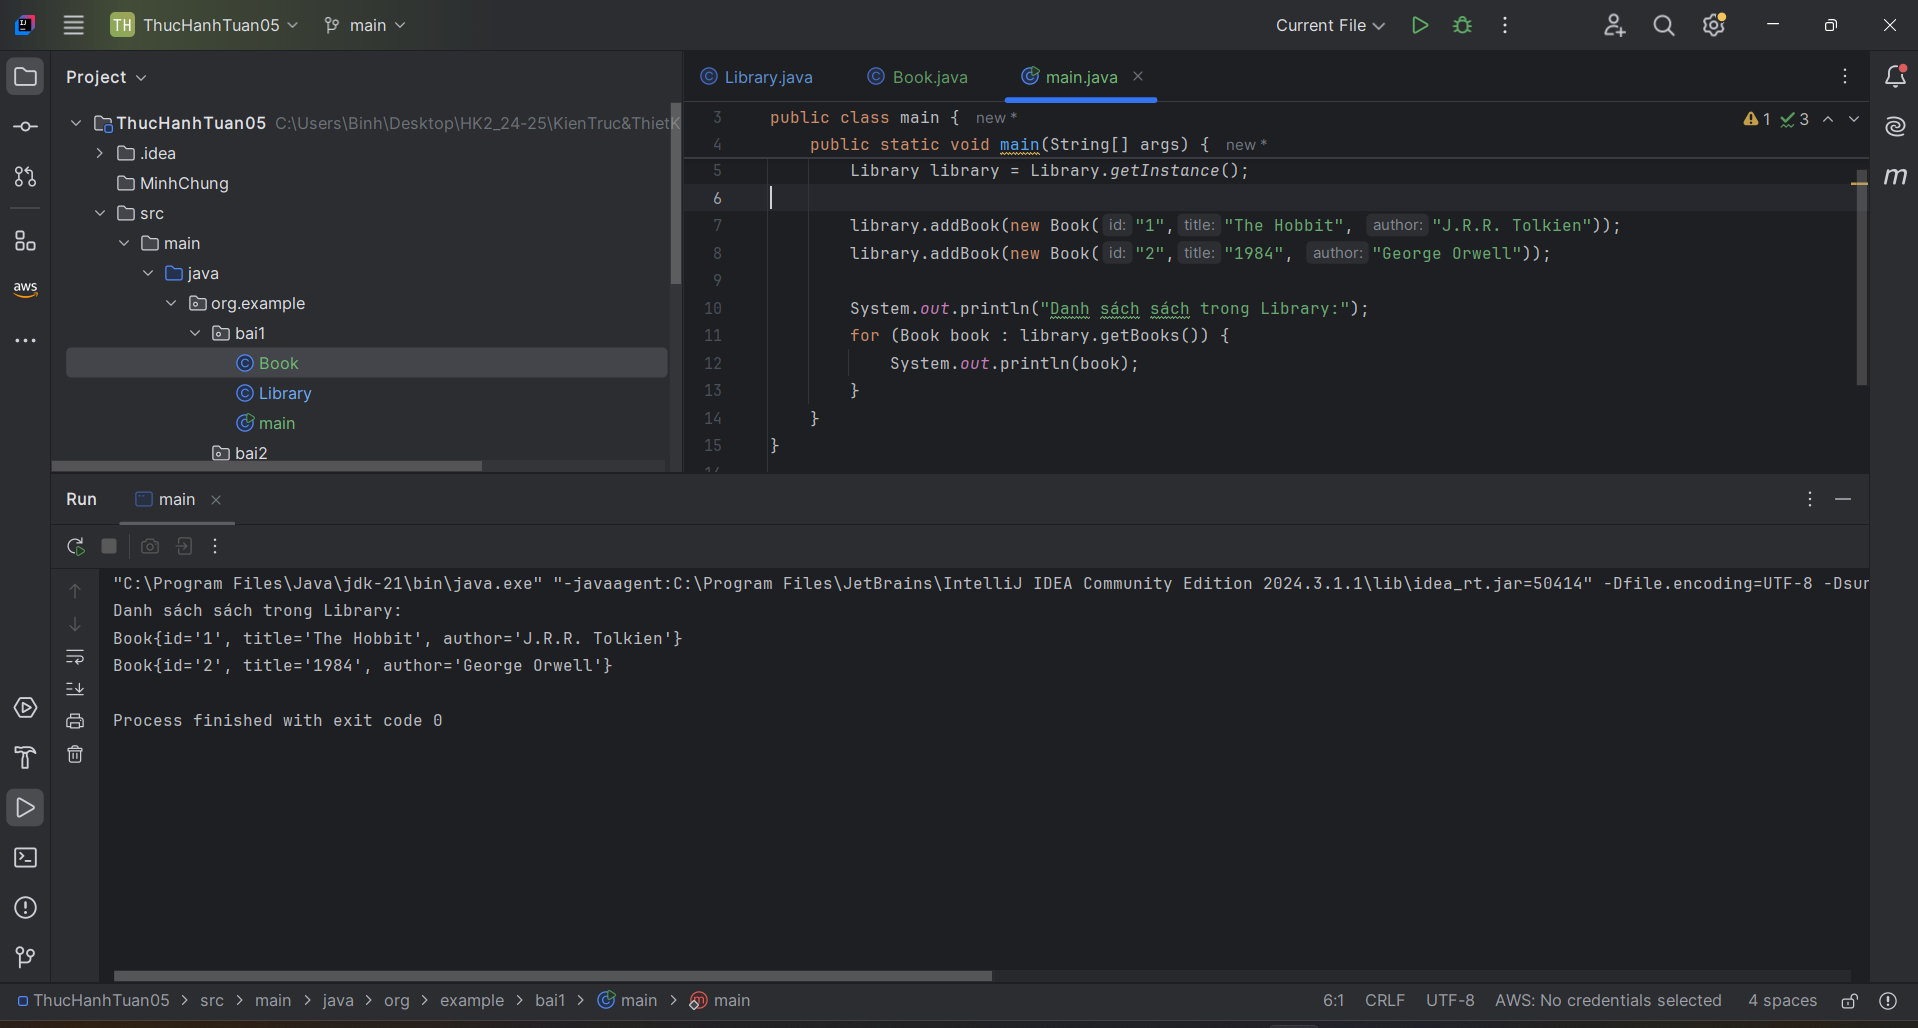 TH ThucHanhTuan05 main Current File
Project
ThucHanhTuan05 C:\Users\Binh\Desktop\HK2_24-25\KienTruc&ThietK
.idea
MinhChung
src
main
java
org.example
bai1
Book
Library
main
bai2
aws
Library.java Book.java main.java
1 3
3 public class main { new *
4 public static void main(String[] args) { new *
5 Library library = Library.getInstance();
6
7 library.addBook(new Book( id: "1", title: "The Hobbit", author: "J.R.R. Tolkien"));
8 library.addBook(new Book( id: "2", title: "1984", author: "George Orwell"));
9
10 System.out.println("Danh sách sách trong Library:");
11 for (Book book : library.getBooks()) {
12 System.out.println(book);
13 }
14 }
15 }
m
Run main
"C:\Program Files\Java\jdk-21\bin\java.exe" "-javaagent:C:\Program Files\JetBrains\IntelliJ IDEA Community Edition 2024.3.1.1\lib\idea_rt.jar=50414" -Dfile.encoding=UTF-8 -Dsun
Danh sách sách trong Library:
Book{id='1', title='The Hobbit', author='J.R.R. Tolkien'}
Book{id='2', title='1984', author='George Orwell'}
Process finished with exit code 0
ThucHanhTuan05 > src > main > java > org > example > bai1 > main > main 6:1 CRLF UTF-8 AWS: No credentials selected 4 spaces